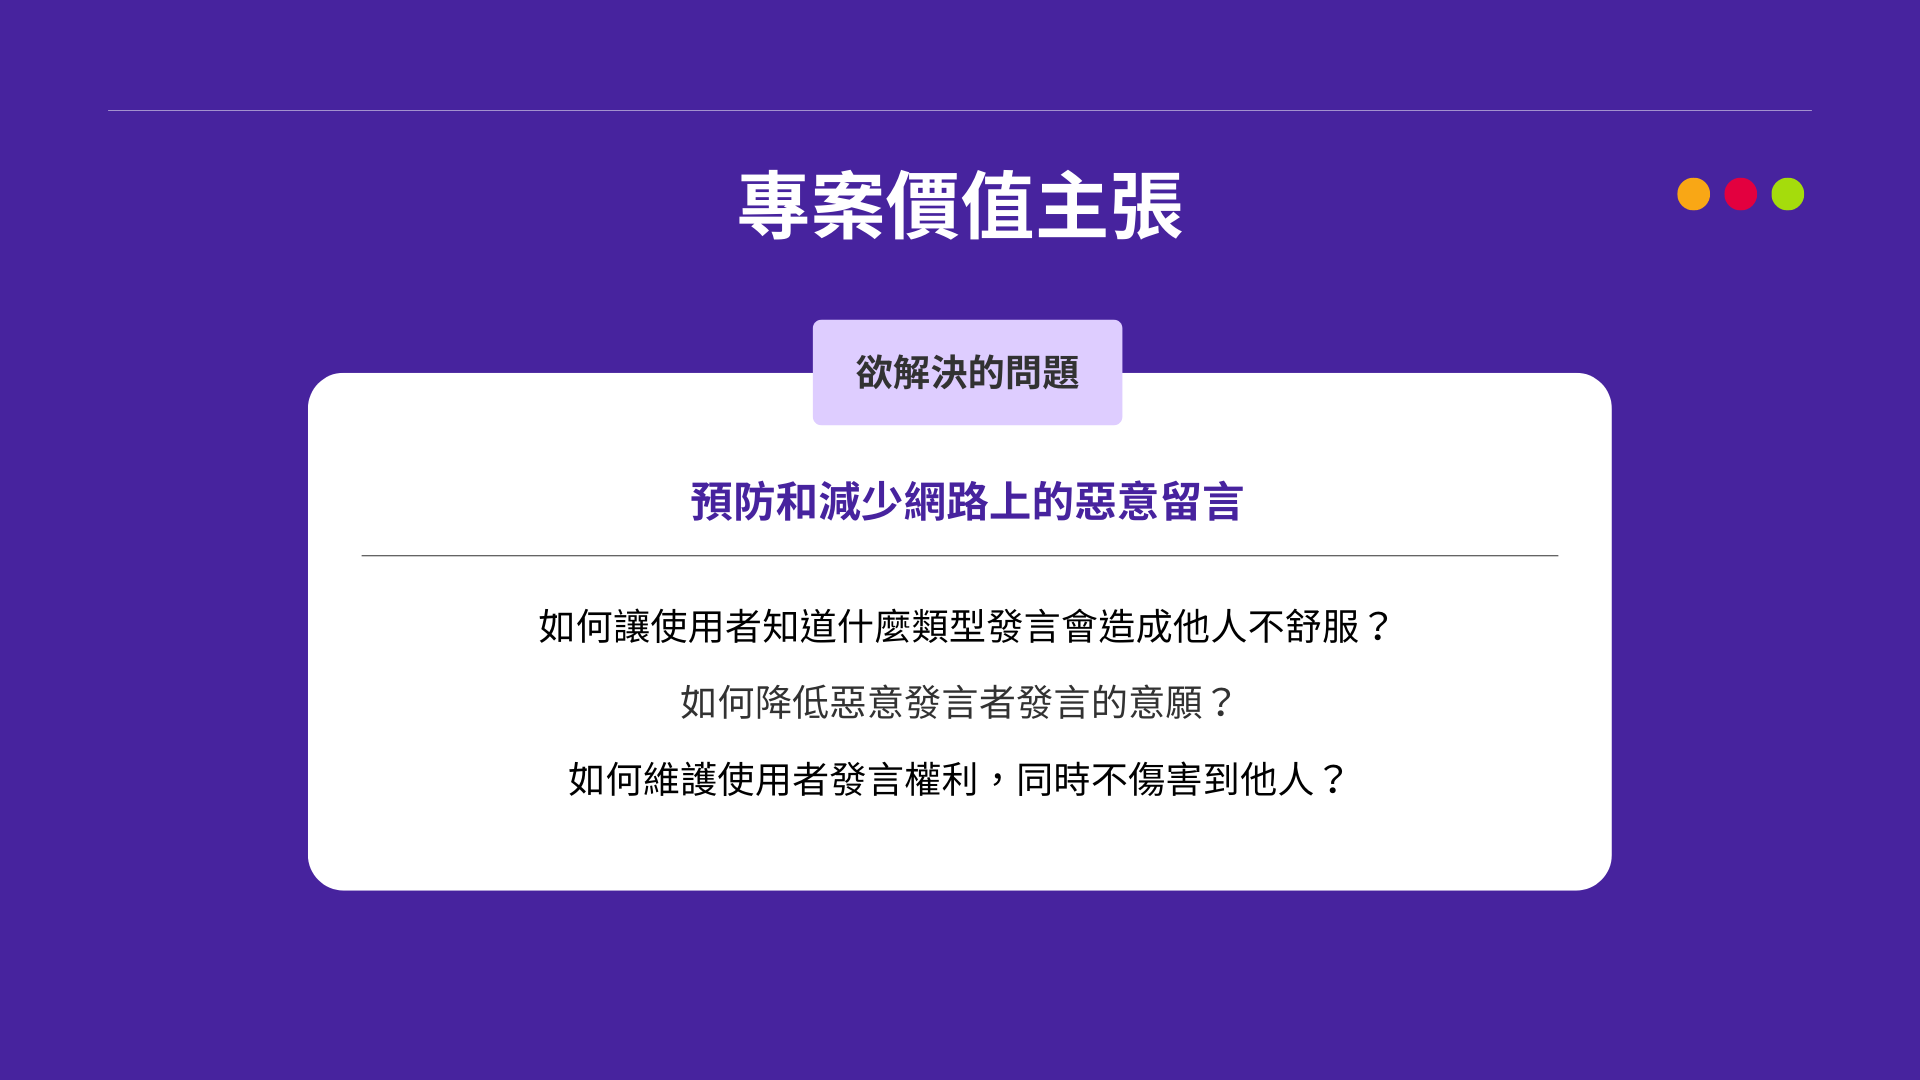 專案價值主張
欲解決的問題
預防和減少網路上的惡意留言
如何讓使用者知道什麼類型發言會造成他人不舒服？
如何降低惡意發言者發言的意願？
如何維護使用者發言權利，同時不傷害到他人？